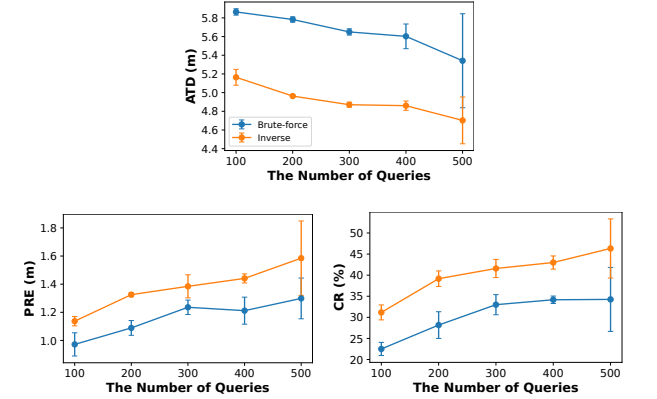 5.8
5.6
5.4
5.2
5.0
4.8
4.6
4.4
ATD (m)
Brute-force
Inverse
100 200 300 400 500
The Number of Queries
1.8
1.6
1.4
1.2
1.0
PRE (m)
100 200 300 400 500
The Number of Queries
50
45
40
35
30
25
20
CR (%)
100 200 300 400 500
The Number of Queries